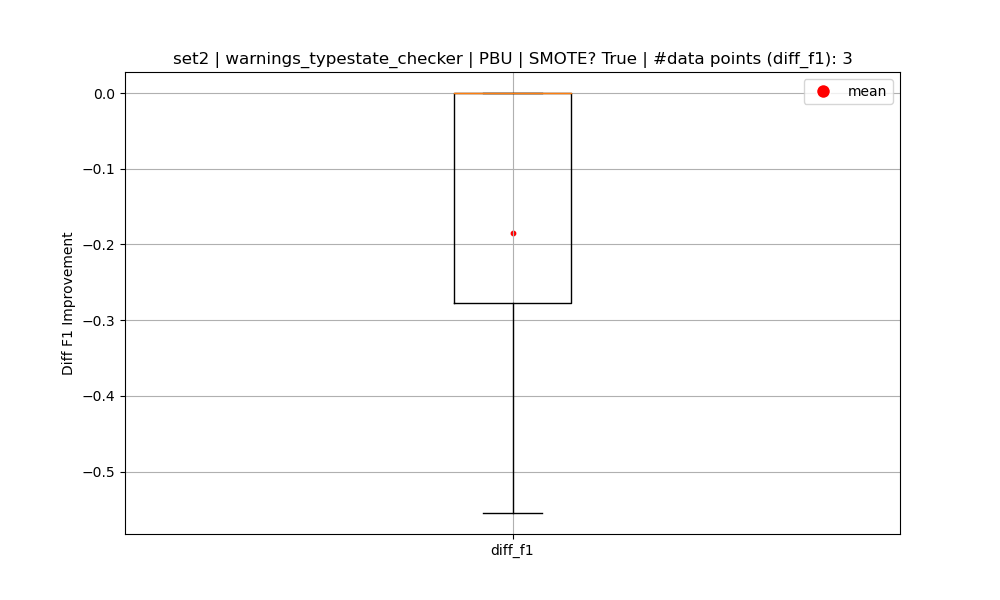 set2 | warnings_typestate_checker | PBU | SMOTE? True | #data points (diff_f1): 3
mean
0.0
−0.1
−0.2
−0.3
−0.4
−0.5
Diff F1 Improvement
diff_f1